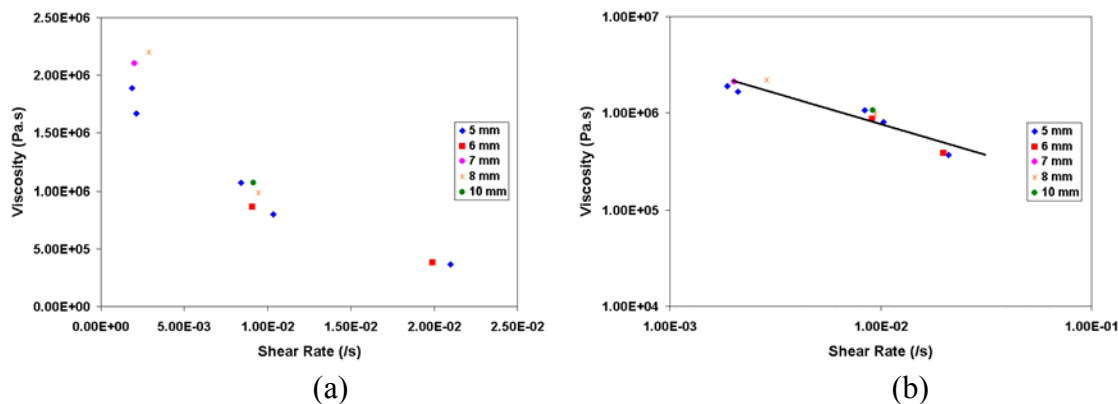 2.50E+06
2.00E+06
1.50E+06
1.00E+06
5.00E+05
0.00E+00
Viscosity (Pa.s)
0.00E+00 5.00E-03 1.00E-02 1.50E-02 2.00E-02 2.50E-02
Shear Rate (/s)
5 mm
6 mm
7 mm
8 mm
10 mm
(a)
1.00E+07
1.00E+06
1.00E+05
1.00E+04
Viscosity (Pa.s)
1.00E-03 1.00E-02 1.00E-01
Shear Rate (/s)
5 mm
6 mm
7 mm
8 mm
10 mm
(b)